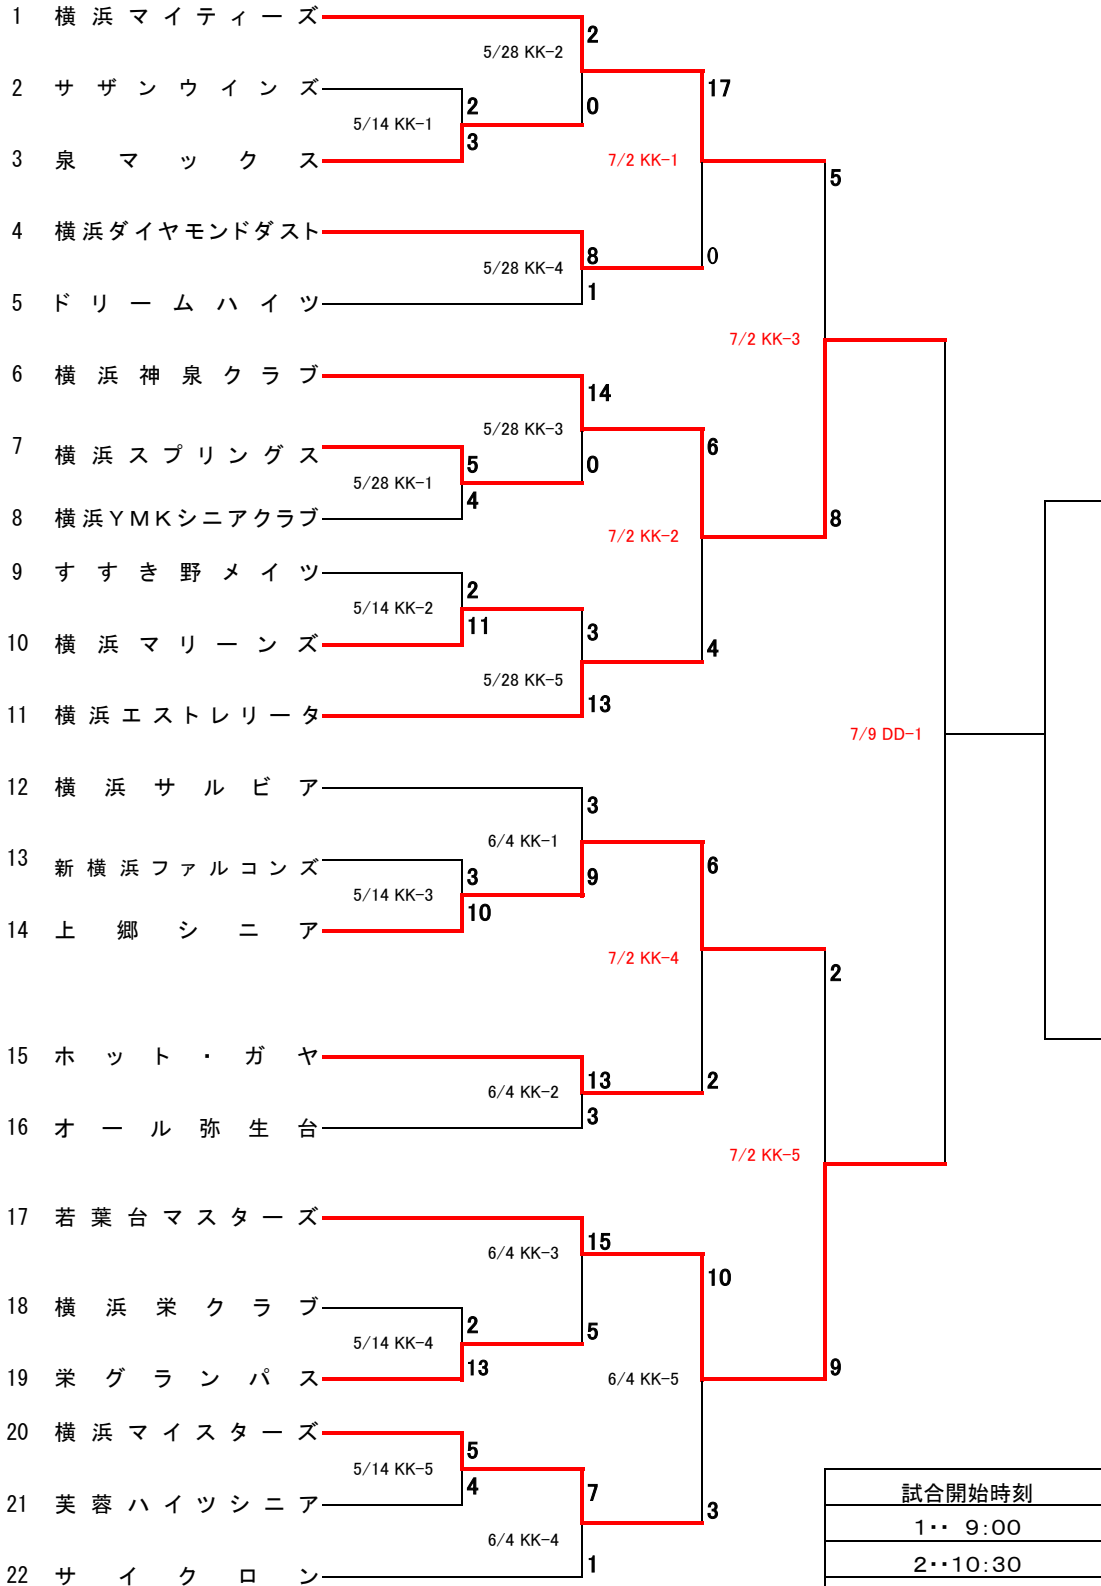 1 横浜マイティーズ
2
5/28 KK-2
2 サザンウインズ
17
2
0
5/14 KK-1
3
3 泉マックス
7/2 KK-1
5
4 横浜ダイヤモンドダスト
8
0
5/28 KK-4
1
5 ドリームハイツ
7/2 KK-3
6 横浜神泉クラブ
14
5/28 KK-3
6
7 横浜スプリングス
5
0
5/28 KK-1
4
8 横浜YMKシニアクラブ
8
7/2 KK-2
9 すすき野メイツ
2
5/14 KK-2
11
3
10 横浜マリーンズ
4
5/28 KK-5
13
11 横浜エストレリータ
7/9 DD-1
12 横浜サルビア
3
6/4 KK-1
13 新横浜ファルコンズ
6
3
9
5/14 KK-3
10
14 上郷シニア
7/2 KK-4
2
15 ホット・ガヤ
13
2
6/4 KK-2
3
16 オール弥生台
7/2 KK-5
17 若葉台マスターズ
15
6/4 KK-3
10
18 横浜栄クラブ
2
5
5/14 KK-4
13
9
19 栄グランパス
6/4 KK-5
20 横浜マイスターズ
5
5/14 KK-5
4
7
試合開始時刻
21 芙蓉ハイツシニア
3
1‥ 9:00
6/4 KK-4
1
2‥10:30
22 サイクロン